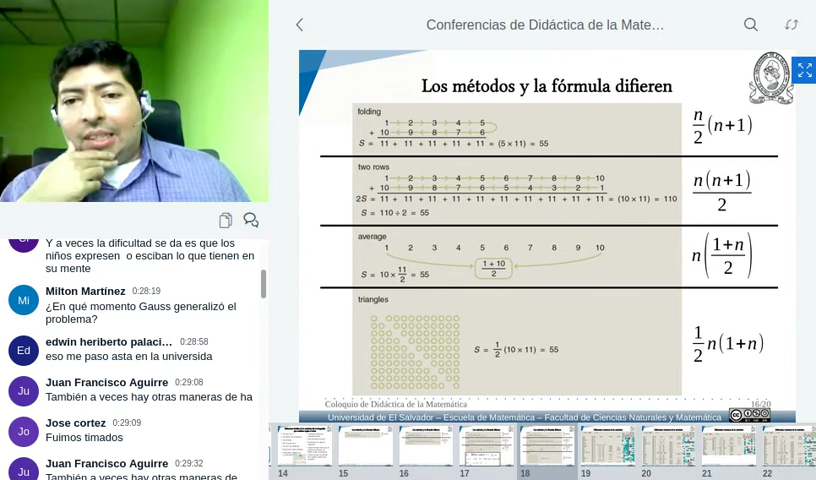 Conferencias de Didáctica de la Mate…
Los métodos y la fórmula difieren
folding
1 2 3 4 5
+ 10 9 8 7 6
S = 11 + 11 + 11 + 11 + 11 = (5 x 11) = 55
n/2 (n+1)
two rows
1 2 3 4 5 6 7 8 9 10
+ 10 9 8 7 6 5 4 3 2 1
2S = 11 + 11 + 11 + 11 + 11 + 11 + 11 + 11 + 11 + 11 = (10 x 11) = 110
S = 110 ÷ 2 = 55
n(n+1)/2
average
1 2 3 4 5 6 7 8 9 10
1 + 10
2
S = 10 x 11/2 = 55
n(1+n/2)
triangles
S = 1/2 (10 x 11) = 55
1/2 n(1+n)
Coloquio de Didáctica de la Matemática 16/20
Universidad de El Salvador – Escuela de Matemática – Facultad de Ciencias Naturales y Matemática
14 15 16 17 18 19 20 21 22
Y a veces la dificultad se da es que los
niños expresen o escriban lo que tienen en
su mente
Mi Milton Martínez 0:28:19
¿En qué momento Gauss generalizó el
problema?
Ed edwin heriberto palaci... 0:28:58
eso me paso asta en la universida
Ju Juan Francisco Aguirre 0:29:08
También a veces hay otras maneras de ha
Jo Jose cortez 0:29:09
Fuimos timados
Ju Juan Francisco Aguirre 0:29:32
También a veces hay otras maneras de